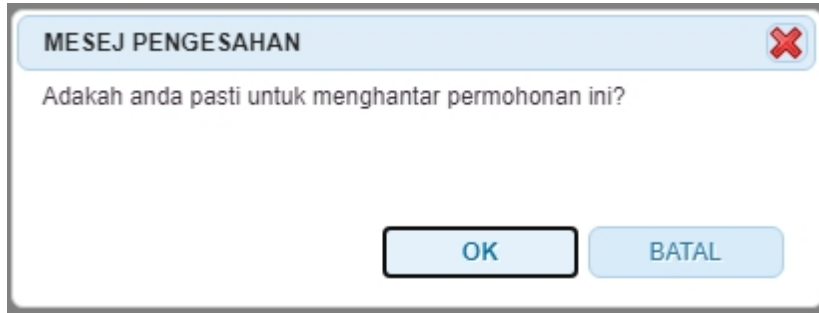 MESEJ PENGESAHAN
Adakah anda pasti untuk menghantar permohonan ini?
OK
BATAL